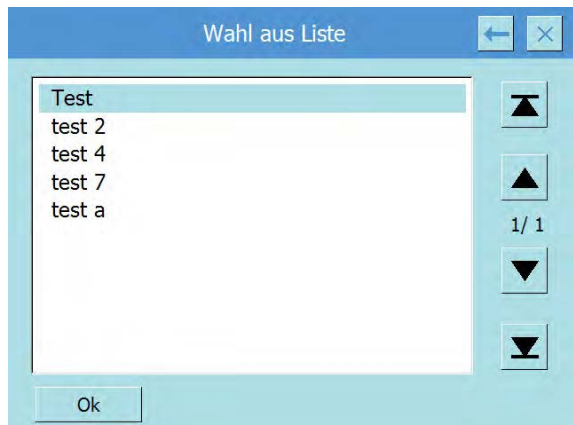 Wahl aus Liste
Test
test 2
test 4
test 7
test a
1/ 1
Ok